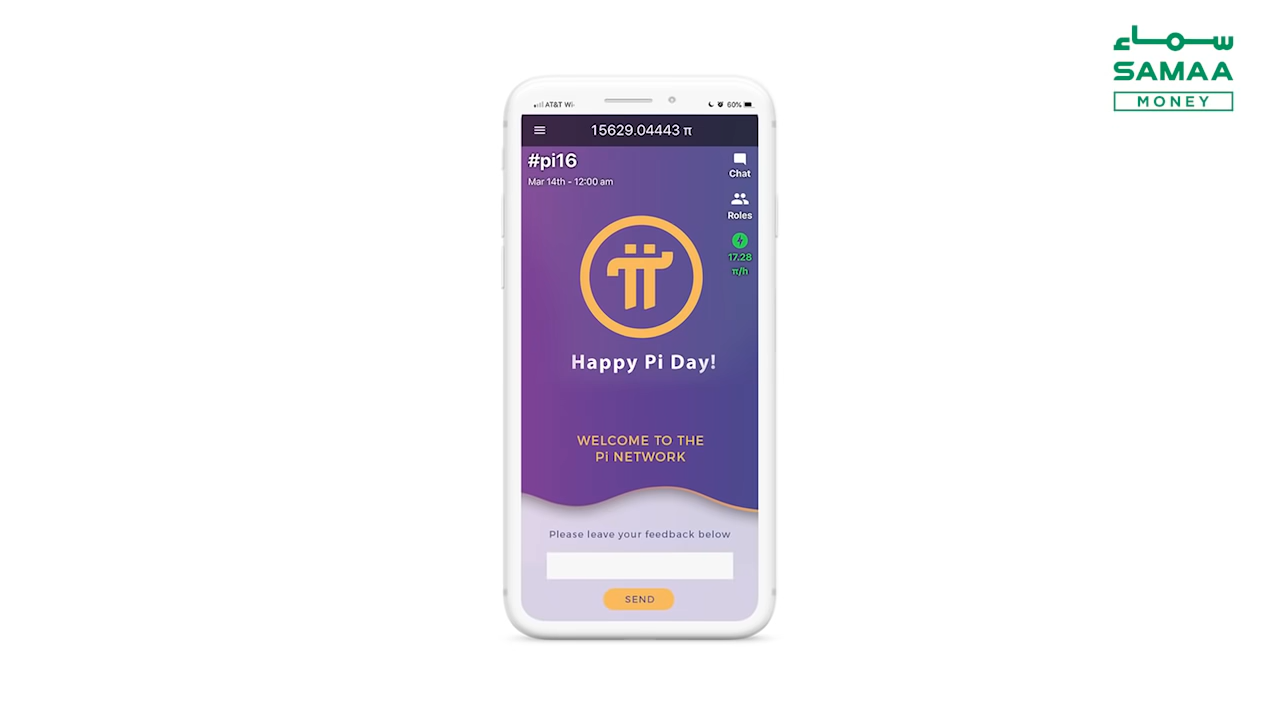 سماء
SAMAA
MONEY
AT&T Wi-
60%
15629.04443 π
#pi16
Mar 14th - 12:00 am
Chat
Roles
17.28
π/h
Happy Pi Day!
WELCOME TO THE
Pi NETWORK
Please leave your feedback below
SEND